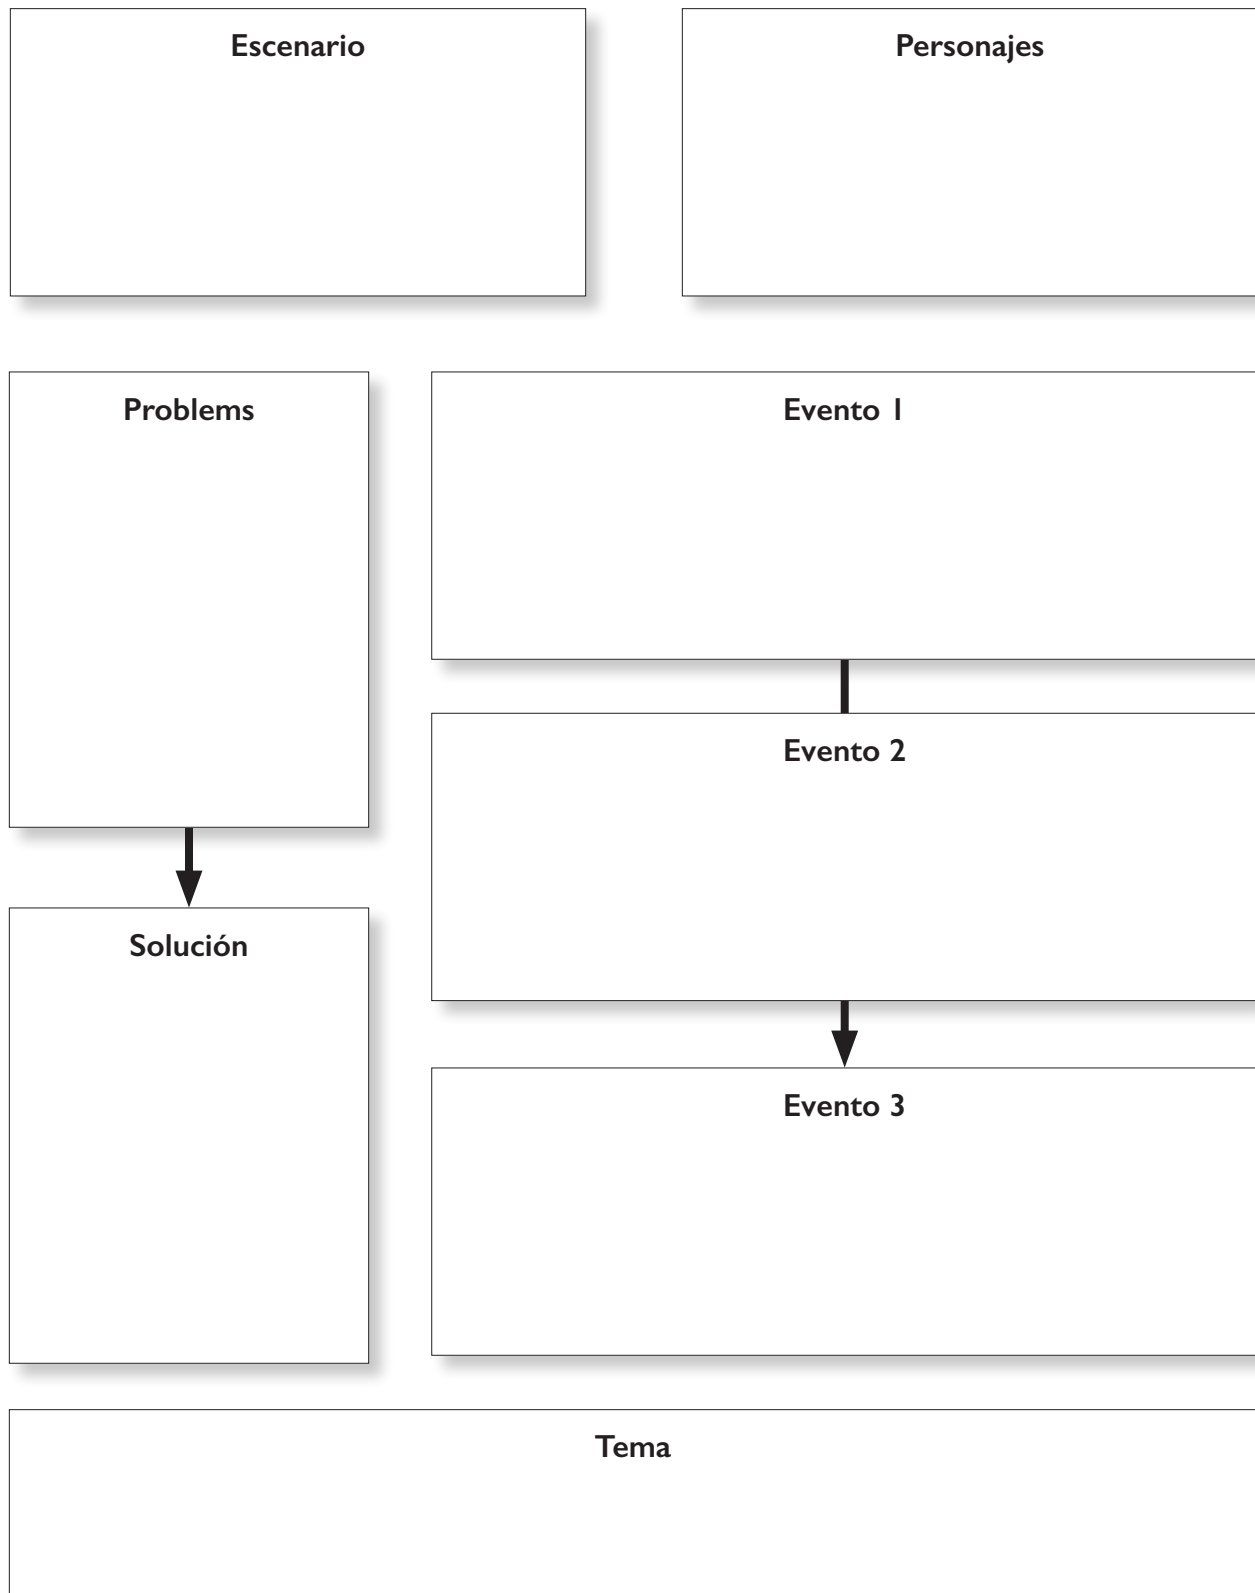 Escenario
Personajes
Problems
Evento 1
Evento 2
Solución
Evento 3
Tema